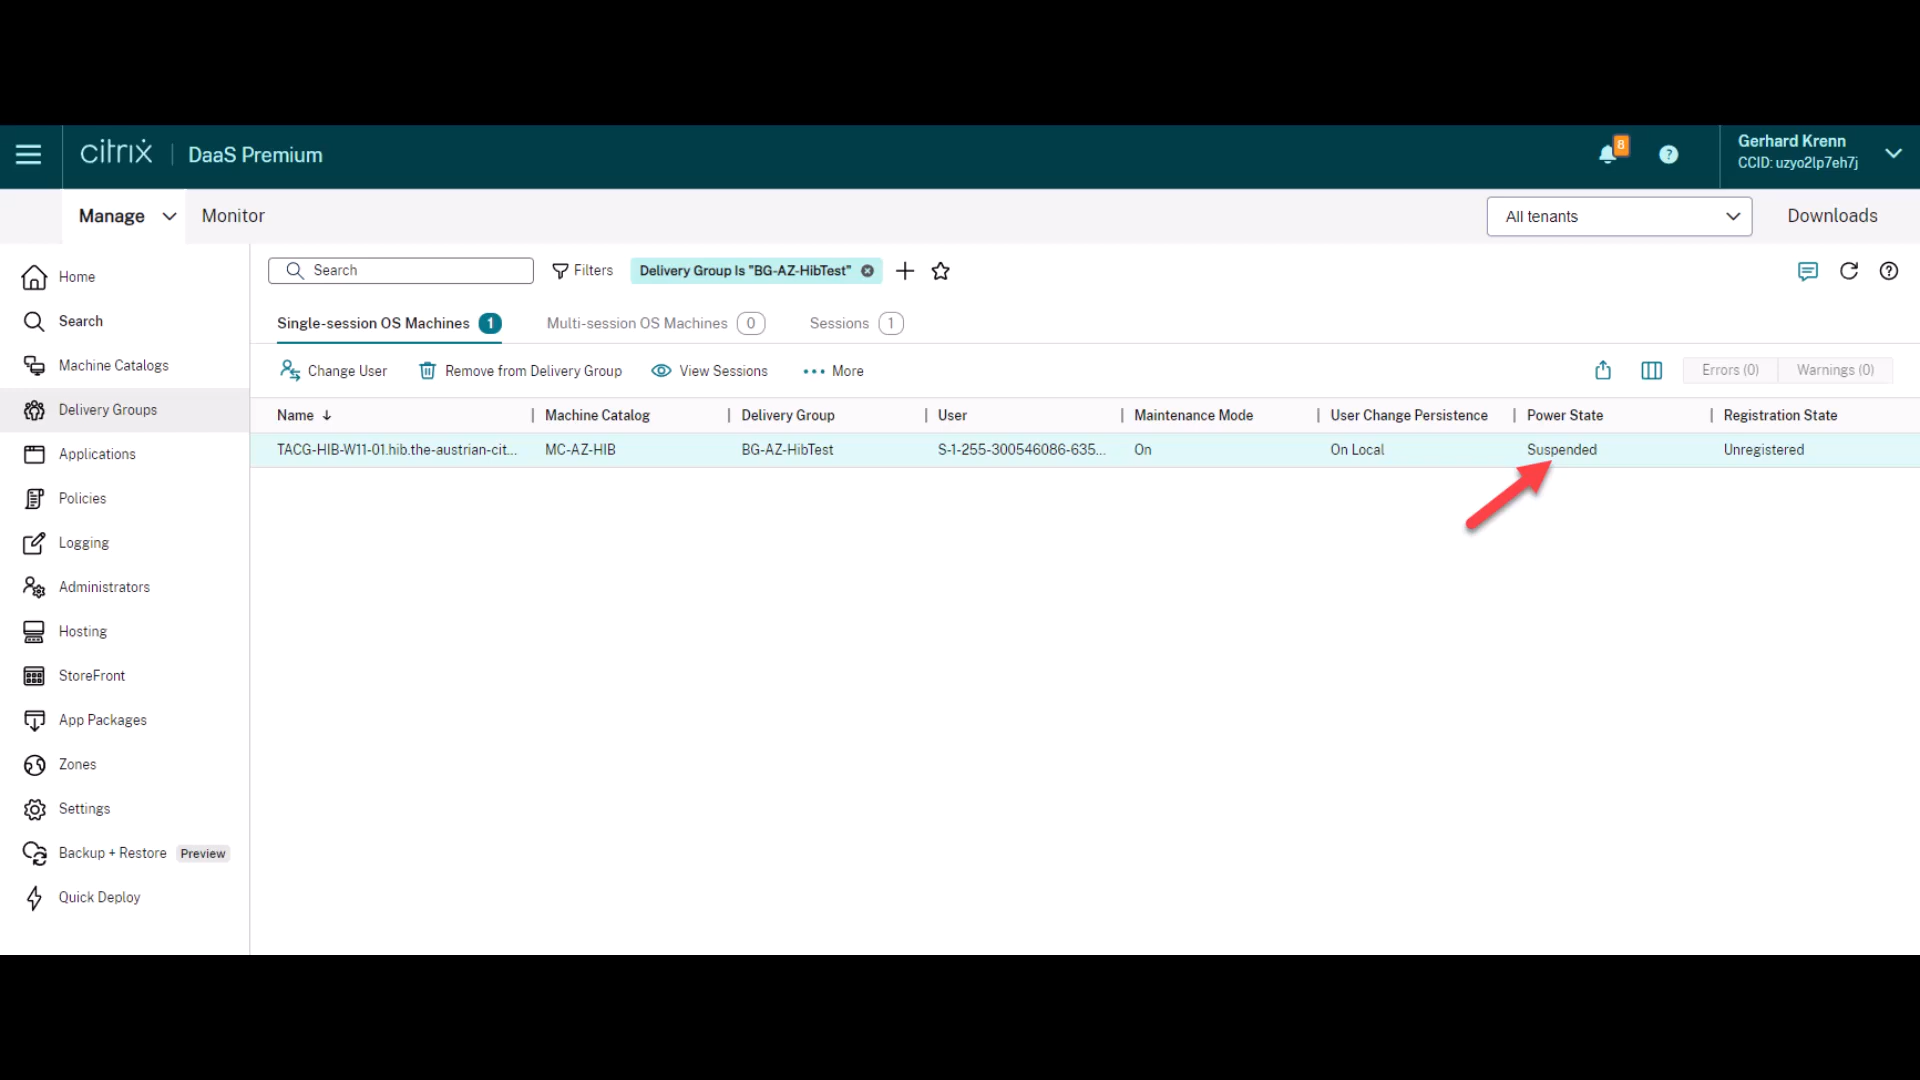 citrix | DaaS Premium
8
?
Gerhard Krenn
CCID: uzyo2lp7eh7j
Manage
Monitor
All tenants
Downloads
Home
Search
Machine Catalogs
Delivery Groups
Applications
Policies
Logging
Administrators
Hosting
StoreFront
App Packages
Zones
Settings
Backup + Restore Preview
Quick Deploy
Search
Filters
Delivery Group Is "BG-AZ-HibTest"
Single-session OS Machines 1
Multi-session OS Machines 0
Sessions 1
Change User
Remove from Delivery Group
View Sessions
More
Errors (0)
Warnings (0)
Name ↓ | Machine Catalog | Delivery Group | User | Maintenance Mode | User Change Persistence | Power State | Registration State
TACG-HIB-W11-01.hib.the-austrian-cit... MC-AZ-HIB BG-AZ-HibTest S-1-255-300546086-635... On On Local Suspended Unregistered